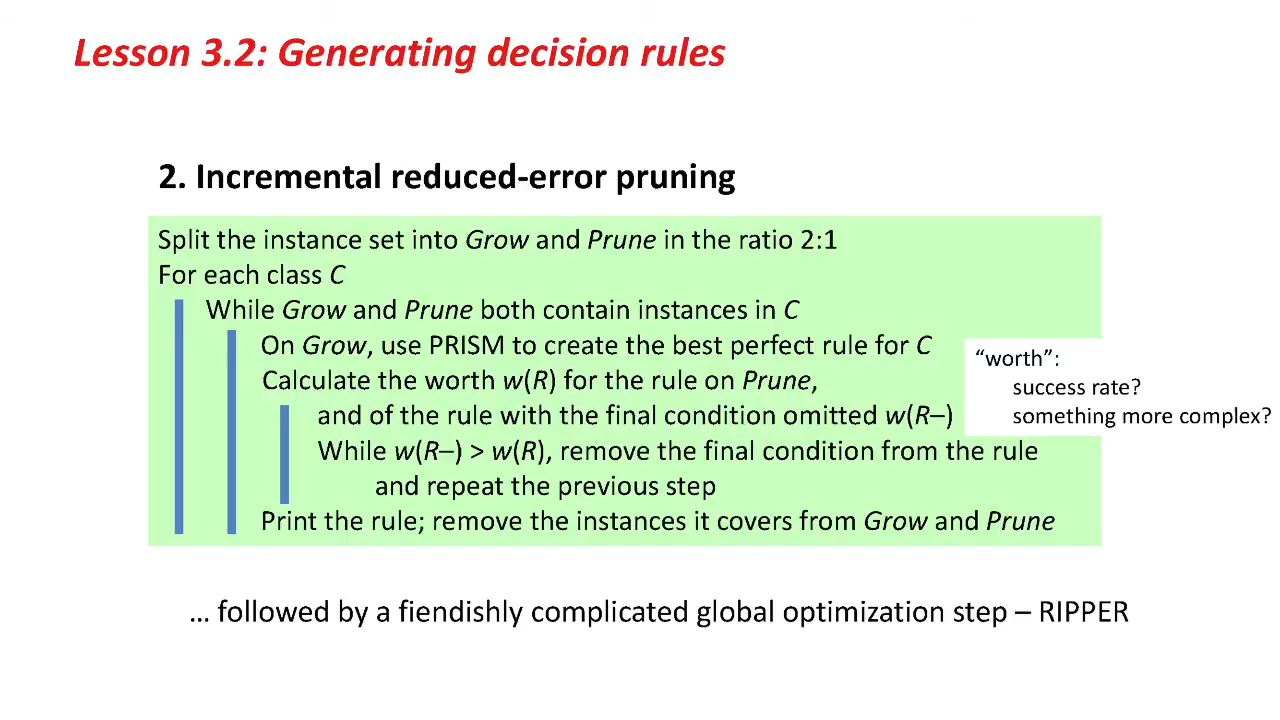 Lesson 3.2: Generating decision rules
2. Incremental reduced-error pruning
Split the instance set into Grow and Prune in the ratio 2:1
For each class C
While Grow and Prune both contain instances in C
On Grow, use PRISM to create the best perfect rule for C
Calculate the worth w(R) for the rule on Prune,
and of the rule with the final condition omitted w(R–)
While w(R–) > w(R), remove the final condition from the rule
and repeat the previous step
Print the rule; remove the instances it covers from Grow and Prune
“worth”:
success rate?
something more complex?
… followed by a fiendishly complicated global optimization step – RIPPER